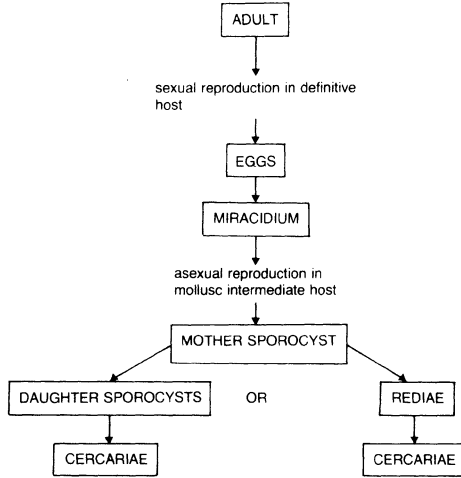 ADULT
sexual reproduction in definitive
host
EGGS
MIRACIDIUM
asexual reproduction in
mollusc intermediate host
MOTHER SPOROCYST
DAUGHTER SPOROCYSTS OR REDIAE
CERCARIAE CERCARIAE